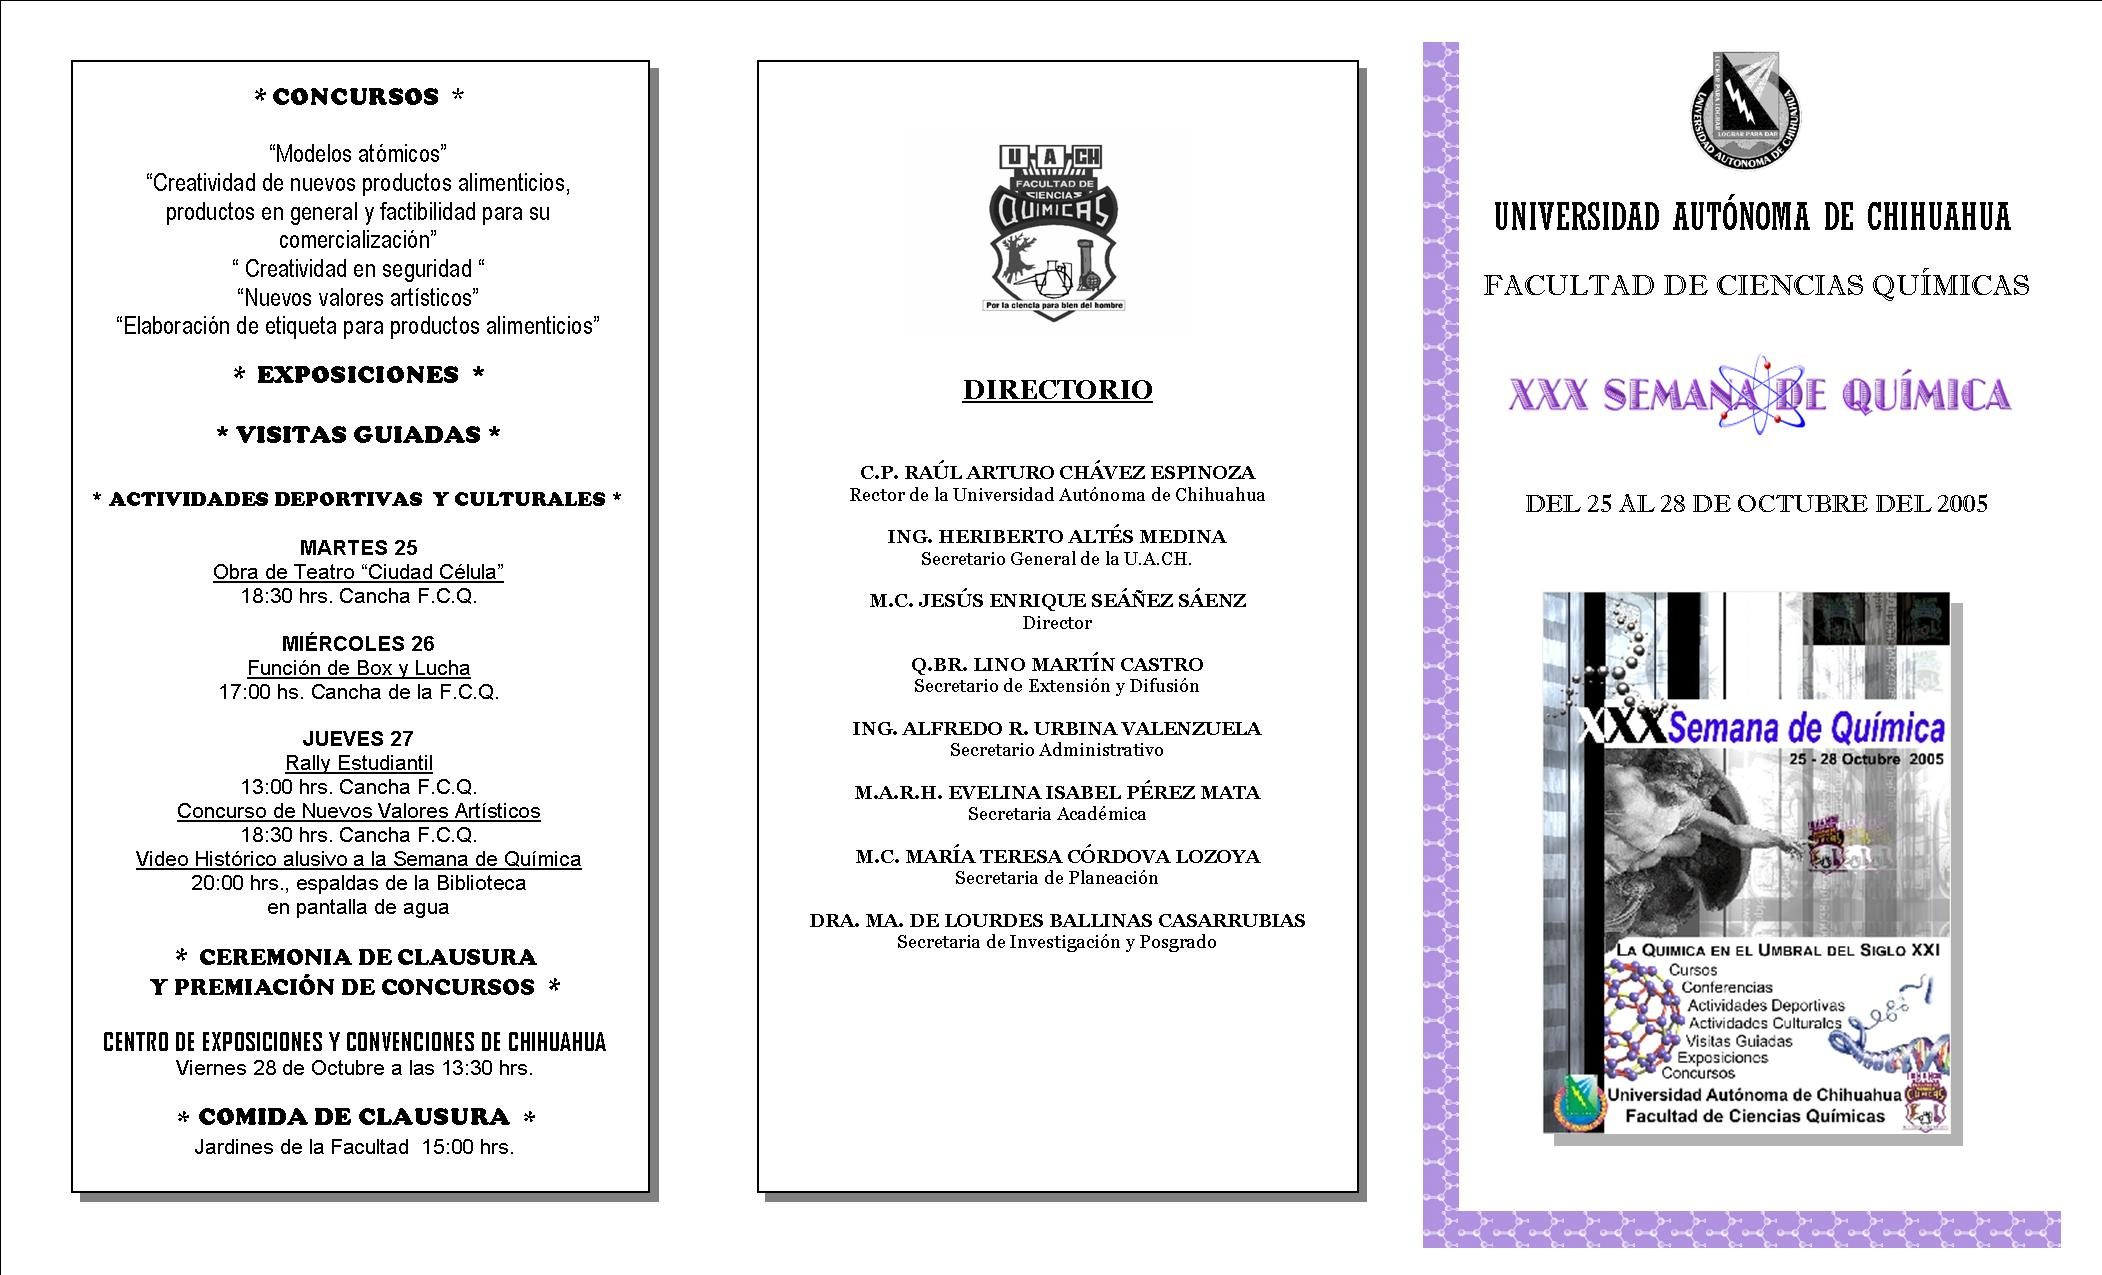 * CONCURSOS *
“Modelos atómicos”
“Creatividad de nuevos productos alimenticios,
productos en general y factibilidad para su
comercialización”
“ Creatividad en seguridad “
“Nuevos valores artísticos”
“Elaboración de etiqueta para productos alimenticios”
* EXPOSICIONES *
* VISITAS GUIADAS *
* ACTIVIDADES DEPORTIVAS Y CULTURALES *
MARTES 25
Obra de Teatro “Ciudad Célula”
18:30 hrs. Cancha F.C.Q.
MIÉRCOLES 26
Función de Box y Lucha
17:00 hs. Cancha de la F.C.Q.
JUEVES 27
Rally Estudiantil
13:00 hrs. Cancha F.C.Q.
Concurso de Nuevos Valores Artísticos
18:30 hrs. Cancha F.C.Q.
Video Histórico alusivo a la Semana de Química
20:00 hrs., espaldas de la Biblioteca
en pantalla de agua
* CEREMONIA DE CLAUSURA
Y PREMIACIÓN DE CONCURSOS *
CENTRO DE EXPOSICIONES Y CONVENCIONES DE CHIHUAHUA
Viernes 28 de Octubre a las 13:30 hrs.
* COMIDA DE CLAUSURA *
Jardines de la Facultad 15:00 hrs.
U A CH
FACULTAD DE
CIENCIAS
QUIMICAS
Por la ciencia para bien del hombre
DIRECTORIO
C.P. RAÚL ARTURO CHÁVEZ ESPINOZA
Rector de la Universidad Autónoma de Chihuahua
ING. HERIBERTO ALTÉS MEDINA
Secretario General de la U.A.CH.
M.C. JESÚS ENRIQUE SEÁÑEZ SÁENZ
Director
Q.BR. LINO MARTÍN CASTRO
Secretario de Extensión y Difusión
ING. ALFREDO R. URBINA VALENZUELA
Secretario Administrativo
M.A.R.H. EVELINA ISABEL PÉREZ MATA
Secretaria Académica
M.C. MARÍA TERESA CÓRDOVA LOZOYA
Secretaria de Planeación
DRA. MA. DE LOURDES BALLINAS CASARRUBIAS
Secretaria de Investigación y Posgrado
LUCHAR PARA LOGRAR
LOGRAR PARA DAR
UNIVERSIDAD AUTONOMA DE CHIHUAHUA
UNIVERSIDAD AUTÓNOMA DE CHIHUAHUA
FACULTAD DE CIENCIAS QUÍMICAS
XXX SEMANA DE QUÍMICA
DEL 25 AL 28 DE OCTUBRE DEL 2005
XXX Semana de Química
25 - 28 Octubre 2005
LA QUIMICA EN EL UMBRAL DEL SIGLO XXI
Cursos
Conferencias
Actividades Deportivas
Actividades Culturales
Visitas Guiadas
Exposiciones
Concursos
Universidad Autónoma de Chihuahua
Facultad de Ciencias Químicas